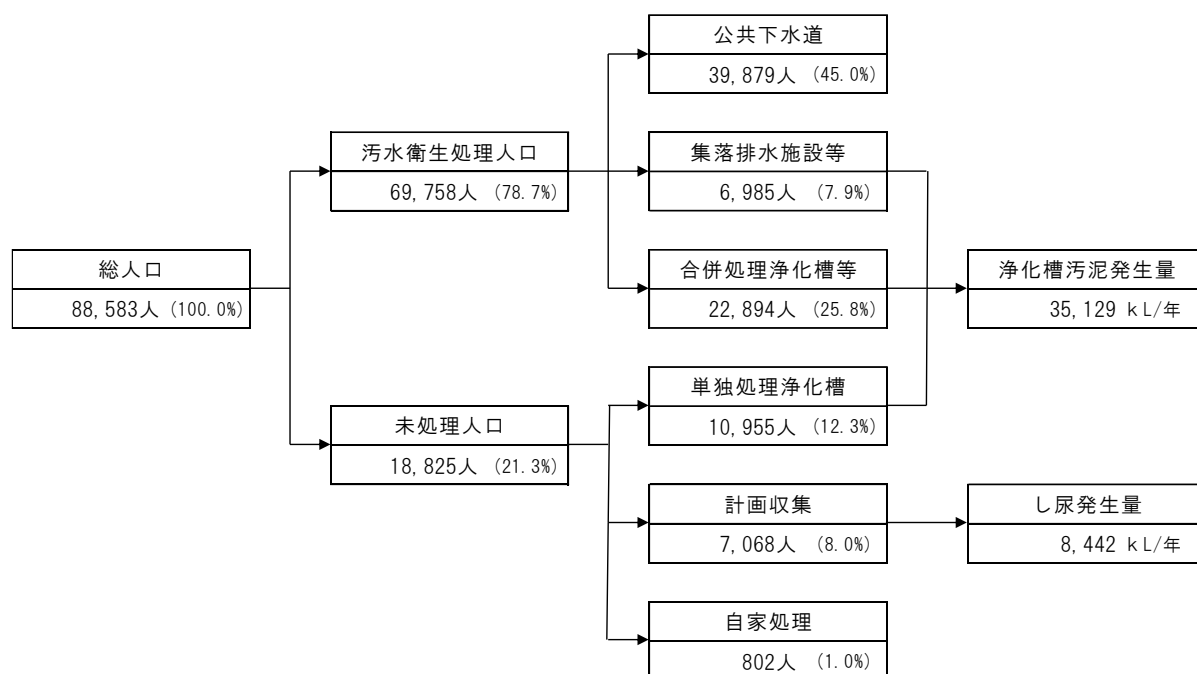 公共下水道
39,879人 (45.0%)
汚水衛生処理人口
69,758人 (78.7%)
集落排水施設等
6,985人 (7.9%)
総人口
88,583人 (100.0%)
合併処理浄化槽等
22,894人 (25.8%)
浄化槽汚泥発生量
35,129 kL/年
未処理人口
18,825人 (21.3%)
単独処理浄化槽
10,955人 (12.3%)
計画収集
7,068人 (8.0%)
し尿発生量
8,442 kL/年
自家処理
802人 (1.0%)